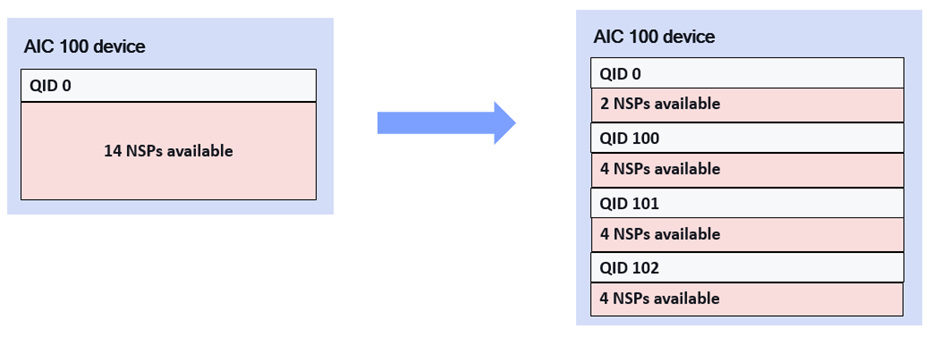 AIC 100 device
QID 0
14 NSPs available
AIC 100 device
QID 0
2 NSPs available
QID 100
4 NSPs available
QID 101
4 NSPs available
QID 102
4 NSPs available